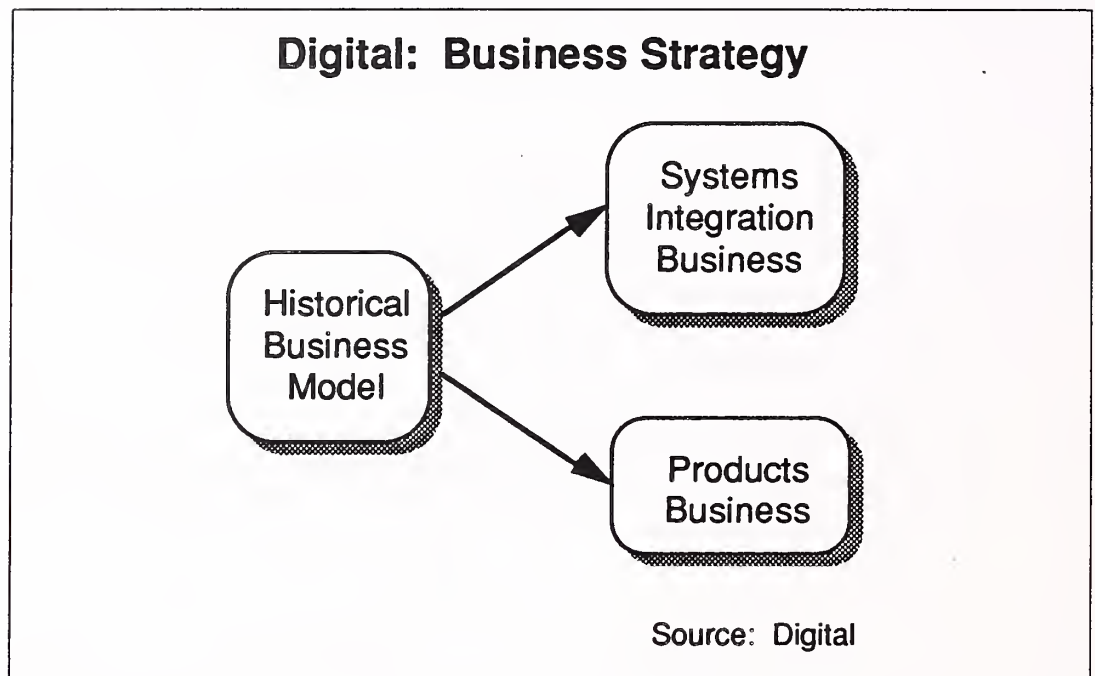 Digital: Business Strategy
Systems
Integration
Business
Historical
Business
Model
Products
Business
Source: Digital